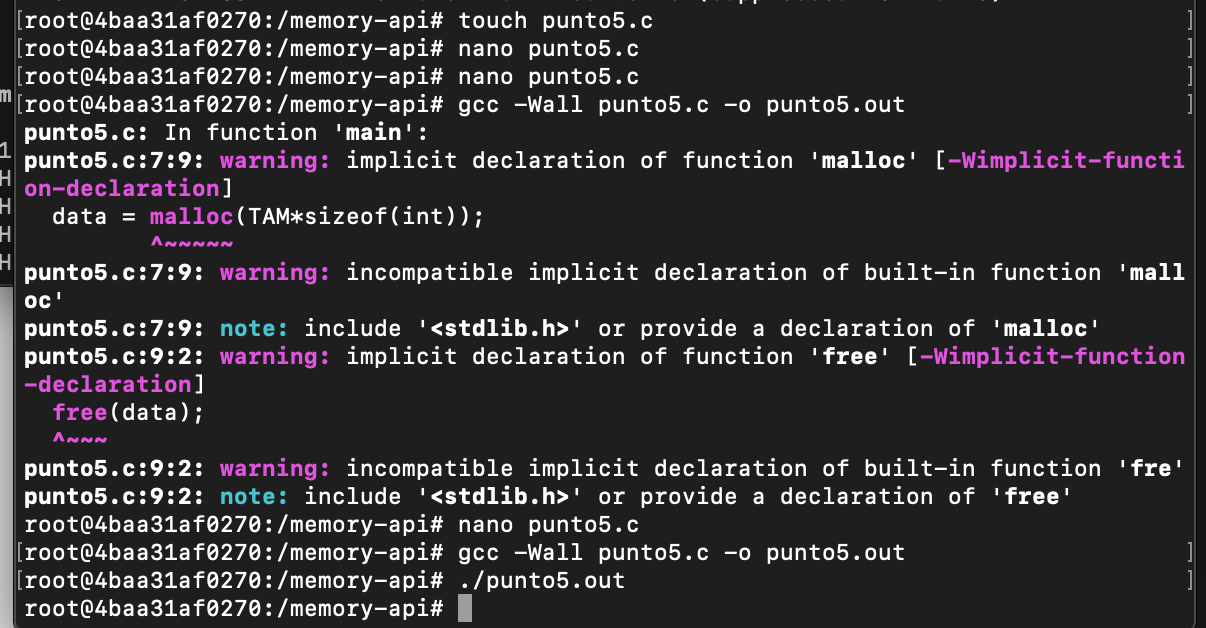 [root@4baa31af0270:/memory-api# touch punto5.c ]
[root@4baa31af0270:/memory-api# nano punto5.c ]
[root@4baa31af0270:/memory-api# nano punto5.c ]
[root@4baa31af0270:/memory-api# gcc -Wall punto5.c -o punto5.out ]
punto5.c: In function 'main':
punto5.c:7:9: warning: implicit declaration of function 'malloc' [-Wimplicit-functi
on-declaration]
data = malloc(TAM*sizeof(int));
^~~~~~
punto5.c:7:9: warning: incompatible implicit declaration of built-in function 'mall
oc'
punto5.c:7:9: note: include '<stdlib.h>' or provide a declaration of 'malloc'
punto5.c:9:2: warning: implicit declaration of function 'free' [-Wimplicit-function
-declaration]
free(data);
^~~~
punto5.c:9:2: warning: incompatible implicit declaration of built-in function 'fre'
punto5.c:9:2: note: include '<stdlib.h>' or provide a declaration of 'free'
root@4baa31af0270:/memory-api# nano punto5.c
[root@4baa31af0270:/memory-api# gcc -Wall punto5.c -o punto5.out ]
[root@4baa31af0270:/memory-api# ./punto5.out ]
root@4baa31af0270:/memory-api#